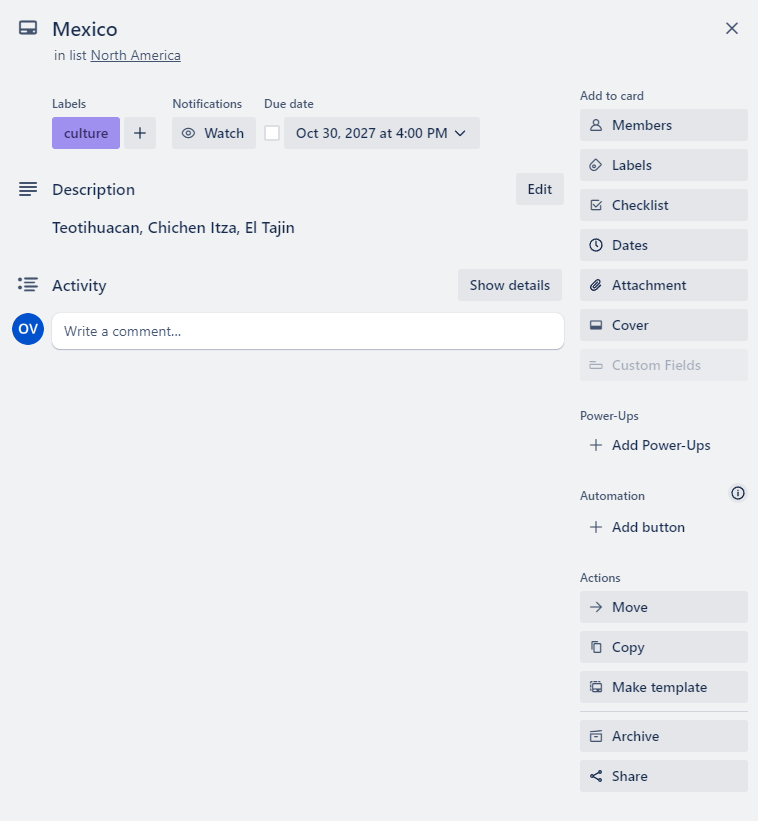 Mexico
in list North America
Labels
Notifications
Due date
culture
Watch
Oct 30, 2027 at 4:00 PM
Description
Edit
Teotihuacan, Chichen Itza, El Tajin
Activity
Show details
OV
Write a comment...
Add to card
Members
Labels
Checklist
Dates
Attachment
Cover
Custom Fields
Power-Ups
Add Power-Ups
Automation
Add button
Actions
Move
Copy
Make template
Archive
Share